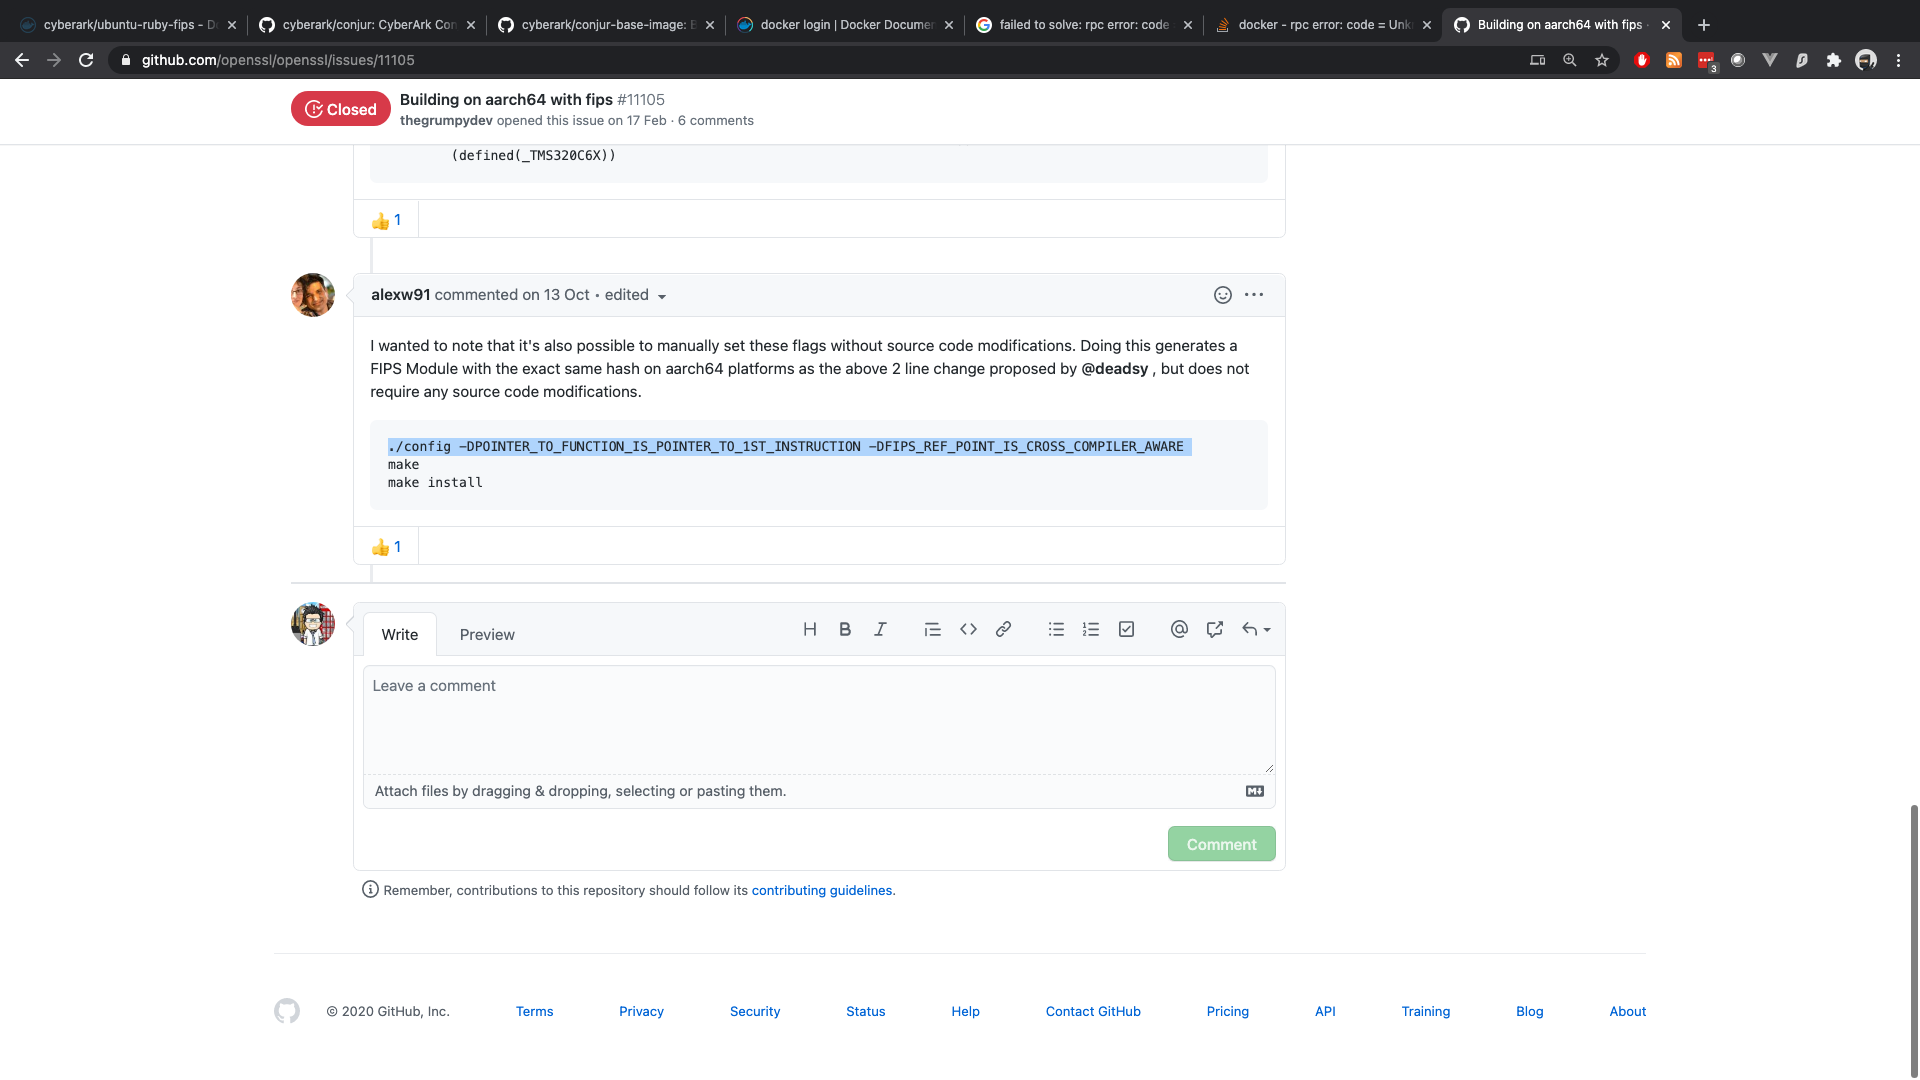 cyberark/ubuntu-ruby-fips - D
cyberark/conjur: CyberArk Con
cyberark/conjur-base-image: B
docker login | Docker Documen
failed to solve: rpc error: code
docker - rpc error: code = Unk
Building on aarch64 with fips ·
github.com/openssl/openssl/issues/11105
3
Closed
Building on aarch64 with fips #11105
thegrumpydev opened this issue on 17 Feb · 6 comments
(defined(_TMS320C6X))
1
alexw91 commented on 13 Oct • edited
I wanted to note that it's also possible to manually set these flags without source code modifications. Doing this generates a
FIPS Module with the exact same hash on aarch64 platforms as the above 2 line change proposed by @deadsy , but does not
require any source code modifications.
./config -DPOINTER_TO_FUNCTION_IS_POINTER_TO_1ST_INSTRUCTION -DFIPS_REF_POINT_IS_CROSS_COMPILER_AWARE
make
make install
1
Write
Preview
Leave a comment
Attach files by dragging & dropping, selecting or pasting them.
Comment
Remember, contributions to this repository should follow its contributing guidelines.
© 2020 GitHub, Inc.
Terms
Privacy
Security
Status
Help
Contact GitHub
Pricing
API
Training
Blog
About